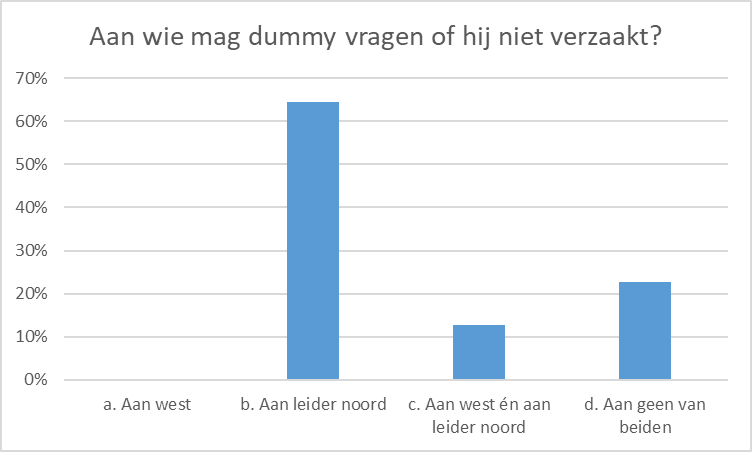 Aan wie mag dummy vragen of hij niet verzaakt?
70%
60%
50%
40%
30%
20%
10%
0%
a. Aan west
b. Aan leider noord
c. Aan west én aan
leider noord
d. Aan geen van
beiden